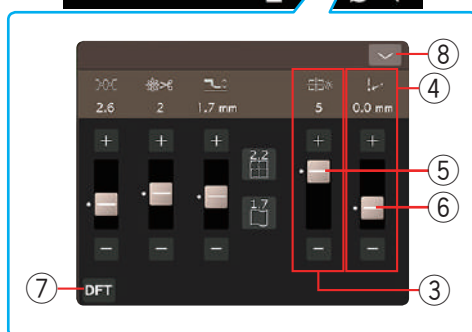 ⑧
④
2.6 2 1.7 mm 5 0.0 mm
+ + + + +
2.2
⑤
1.7
⑥
− − − − −
③
⑦
DFT